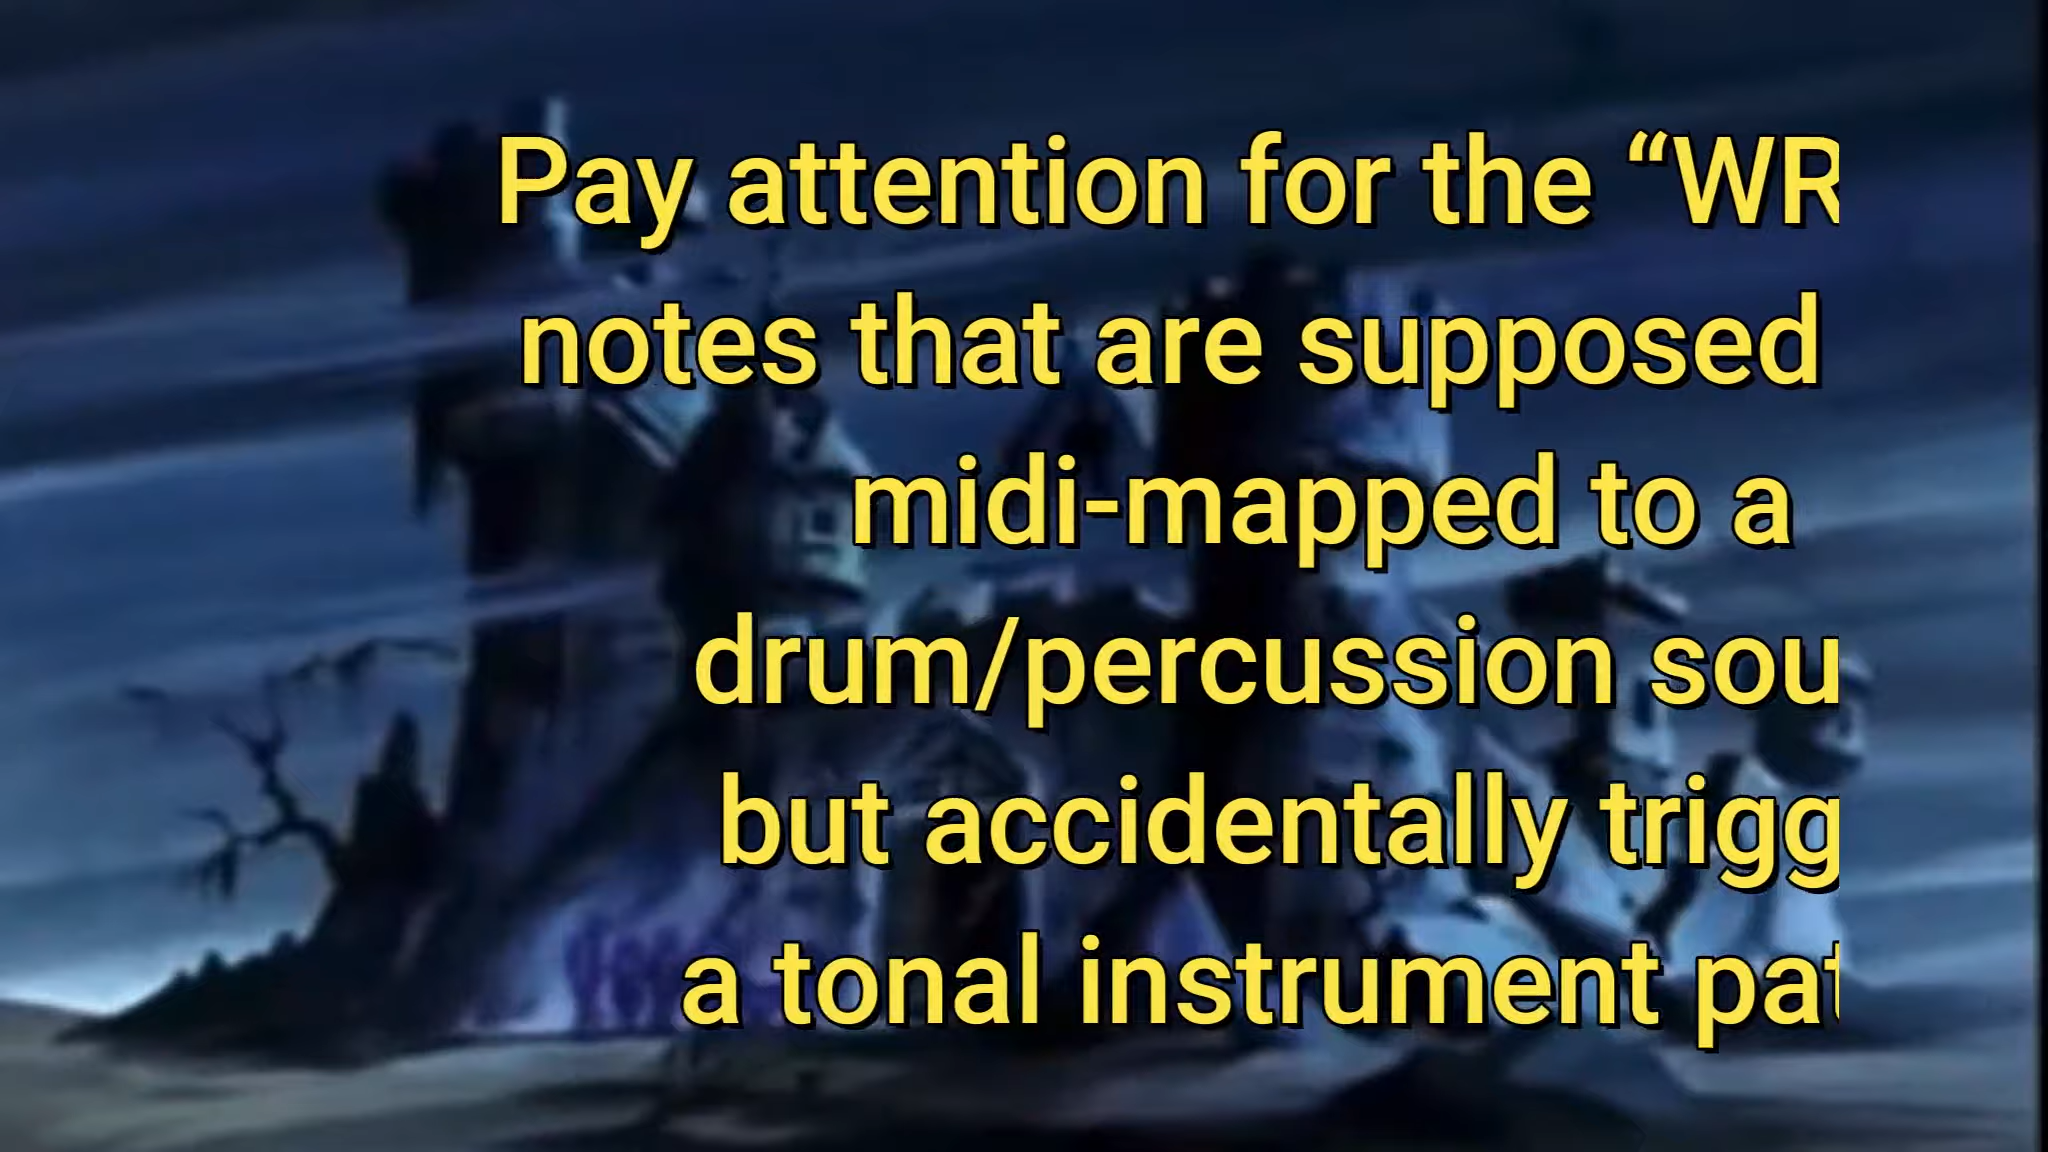 Pay attention for the “WR
notes that are supposed
midi-mapped to a
drum/percussion sou
but accidentally trigg
a tonal instrument pat